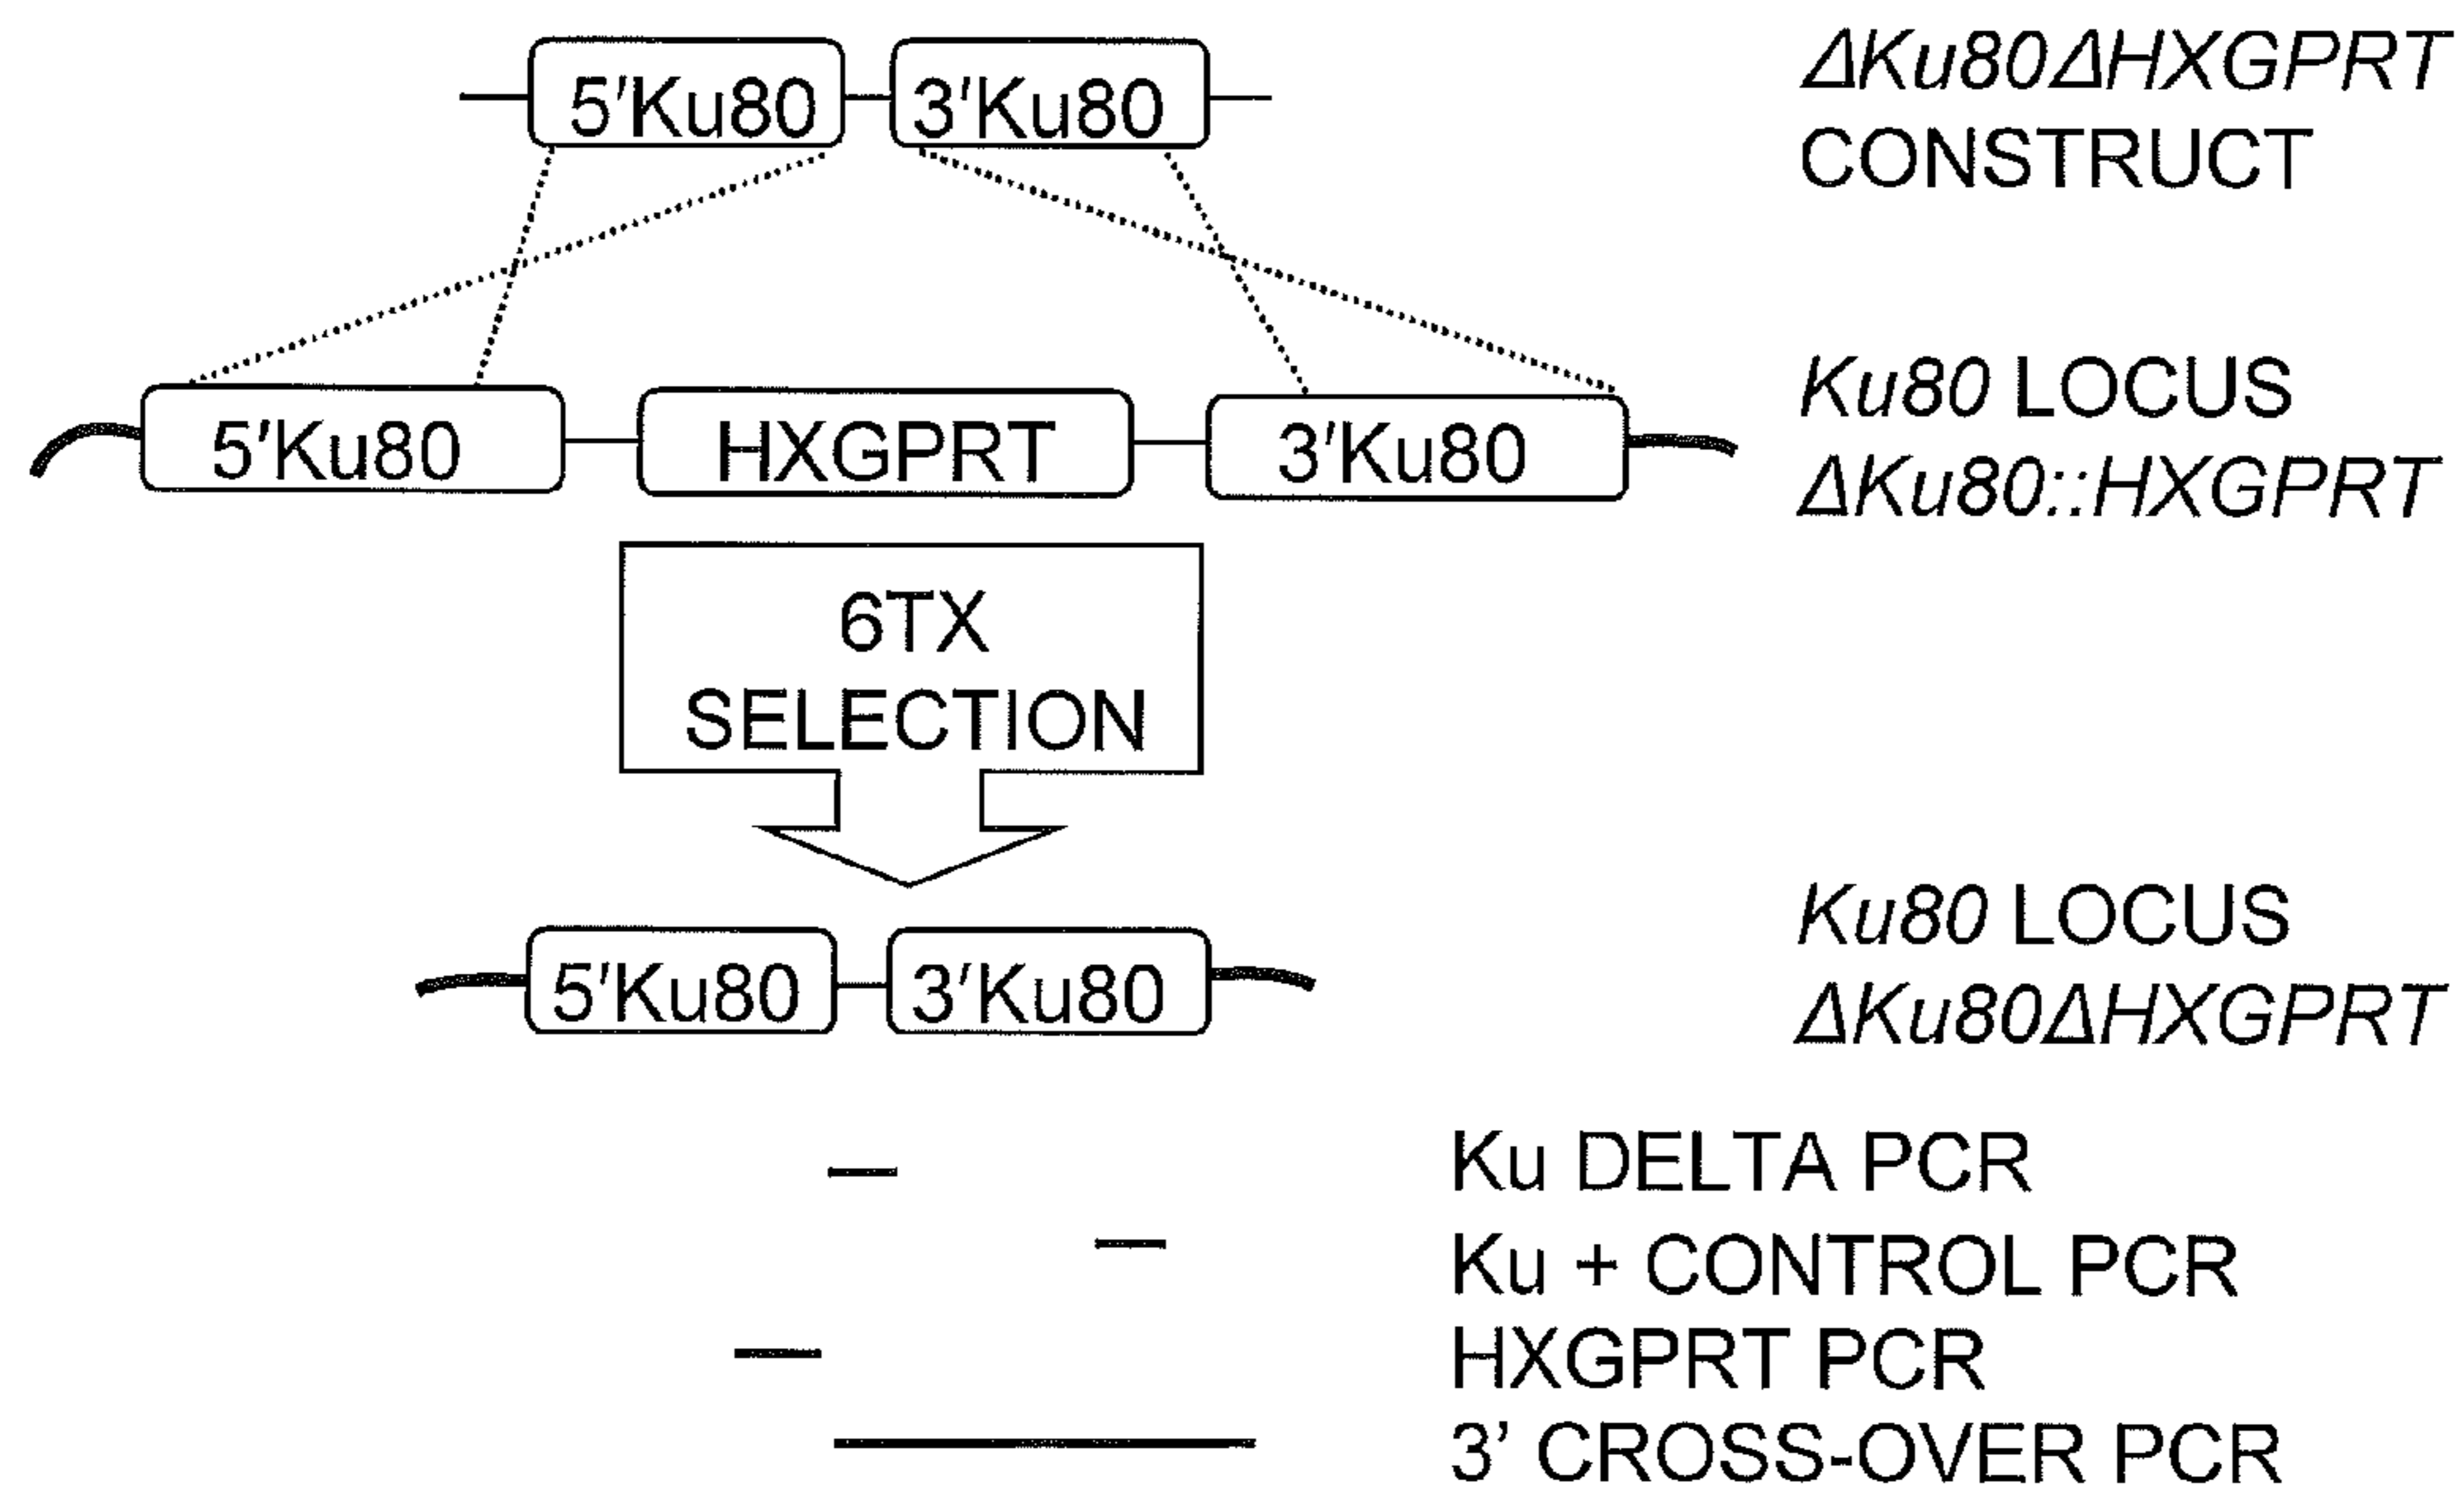 5'Ku80 3'Ku80 ΔKu80ΔHXGPRT
CONSTRUCT
Ku80 LOCUS
5'Ku80 HXGPRT 3'Ku80 ΔKu80::HXGPRT
6TX
SELECTION
Ku80 LOCUS
5'Ku80 3'Ku80 ΔKu80ΔHXGPRT
Ku DELTA PCR
Ku + CONTROL PCR
HXGPRT PCR
3’ CROSS-OVER PCR